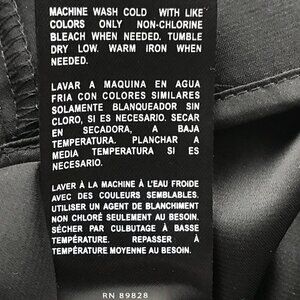 MACHINE WASH COLD WITH LIKE
COLORS ONLY NON-CHLORINE
BLEACH WHEN NEEDED. TUMBLE
DRY LOW. WARM IRON WHEN
NEEDED.
LAVAR A MAQUINA EN AGUA
FRIA CON COLORES SIMILARES
SOLAMENTE BLANQUEADOR SIN
CLORO, SI ES NECESARIO. SECAR
EN SECADORA, A BAJA
TEMPERATURA. PLANCHAR A
MEDIA TEMPERATURA SI ES
NECESARIO.
LAVER À LA MACHINE À L'EAU FROIDE
AVEC DES COULEURS SEMBLABLES.
UTILISER UN AGENT DE BLANCHIMENT
NON CHLORÉ SEULEMENT AU BESOIN.
SÉCHER PAR CULBUTAGE À BASSE
TEMPÉRATURE. REPASSER À
TEMPÉRATURE MOYENNE AU BESOIN.
RN 89828